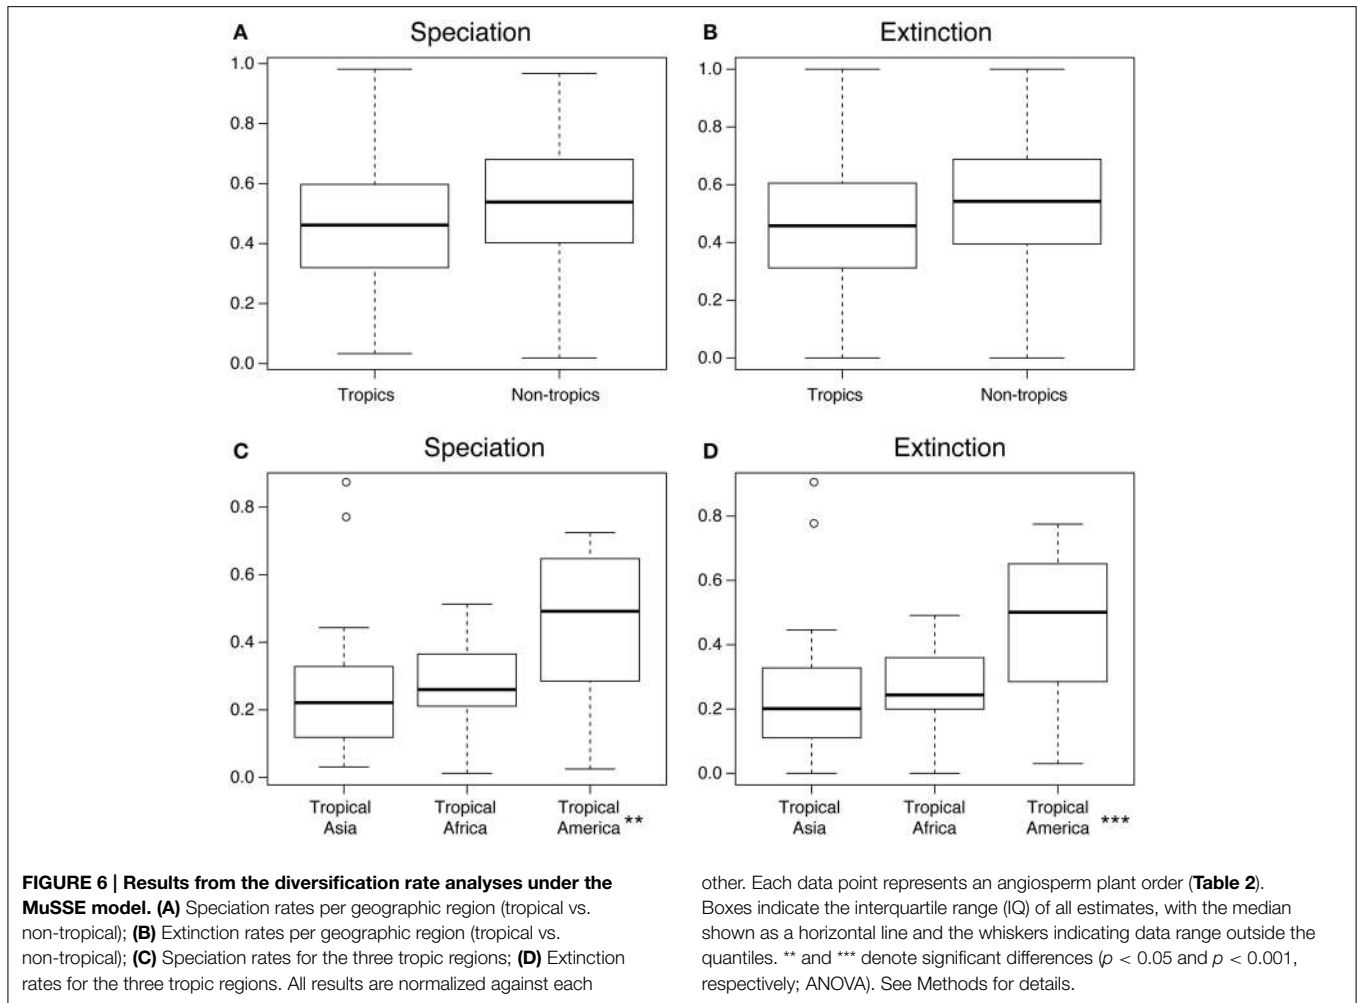 A Speciation
1.0
0.8
0.6
0.4
0.2
0.0
Tropics Non-tropics
B Extinction
1.0
0.8
0.6
0.4
0.2
0.0
Tropics Non-tropics
C Speciation
0.8
0.6
0.4
0.2
0.0
Tropical Tropical Tropical
Asia Africa America **
D Extinction
0.8
0.6
0.4
0.2
0.0
Tropical Tropical Tropical
Asia Africa America ***
FIGURE 6 | Results from the diversification rate analyses under the
MuSSE model. (A) Speciation rates per geographic region (tropical vs.
non-tropical); (B) Extinction rates per geographic region (tropical vs.
non-tropical); (C) Speciation rates for the three tropic regions; (D) Extinction
rates for the three tropic regions. All results are normalized against each
other. Each data point represents an angiosperm plant order (Table 2).
Boxes indicate the interquartile range (IQ) of all estimates, with the median
shown as a horizontal line and the whiskers indicating data range outside the
quantiles. ** and *** denote significant differences (p < 0.05 and p < 0.001,
respectively; ANOVA). See Methods for details.